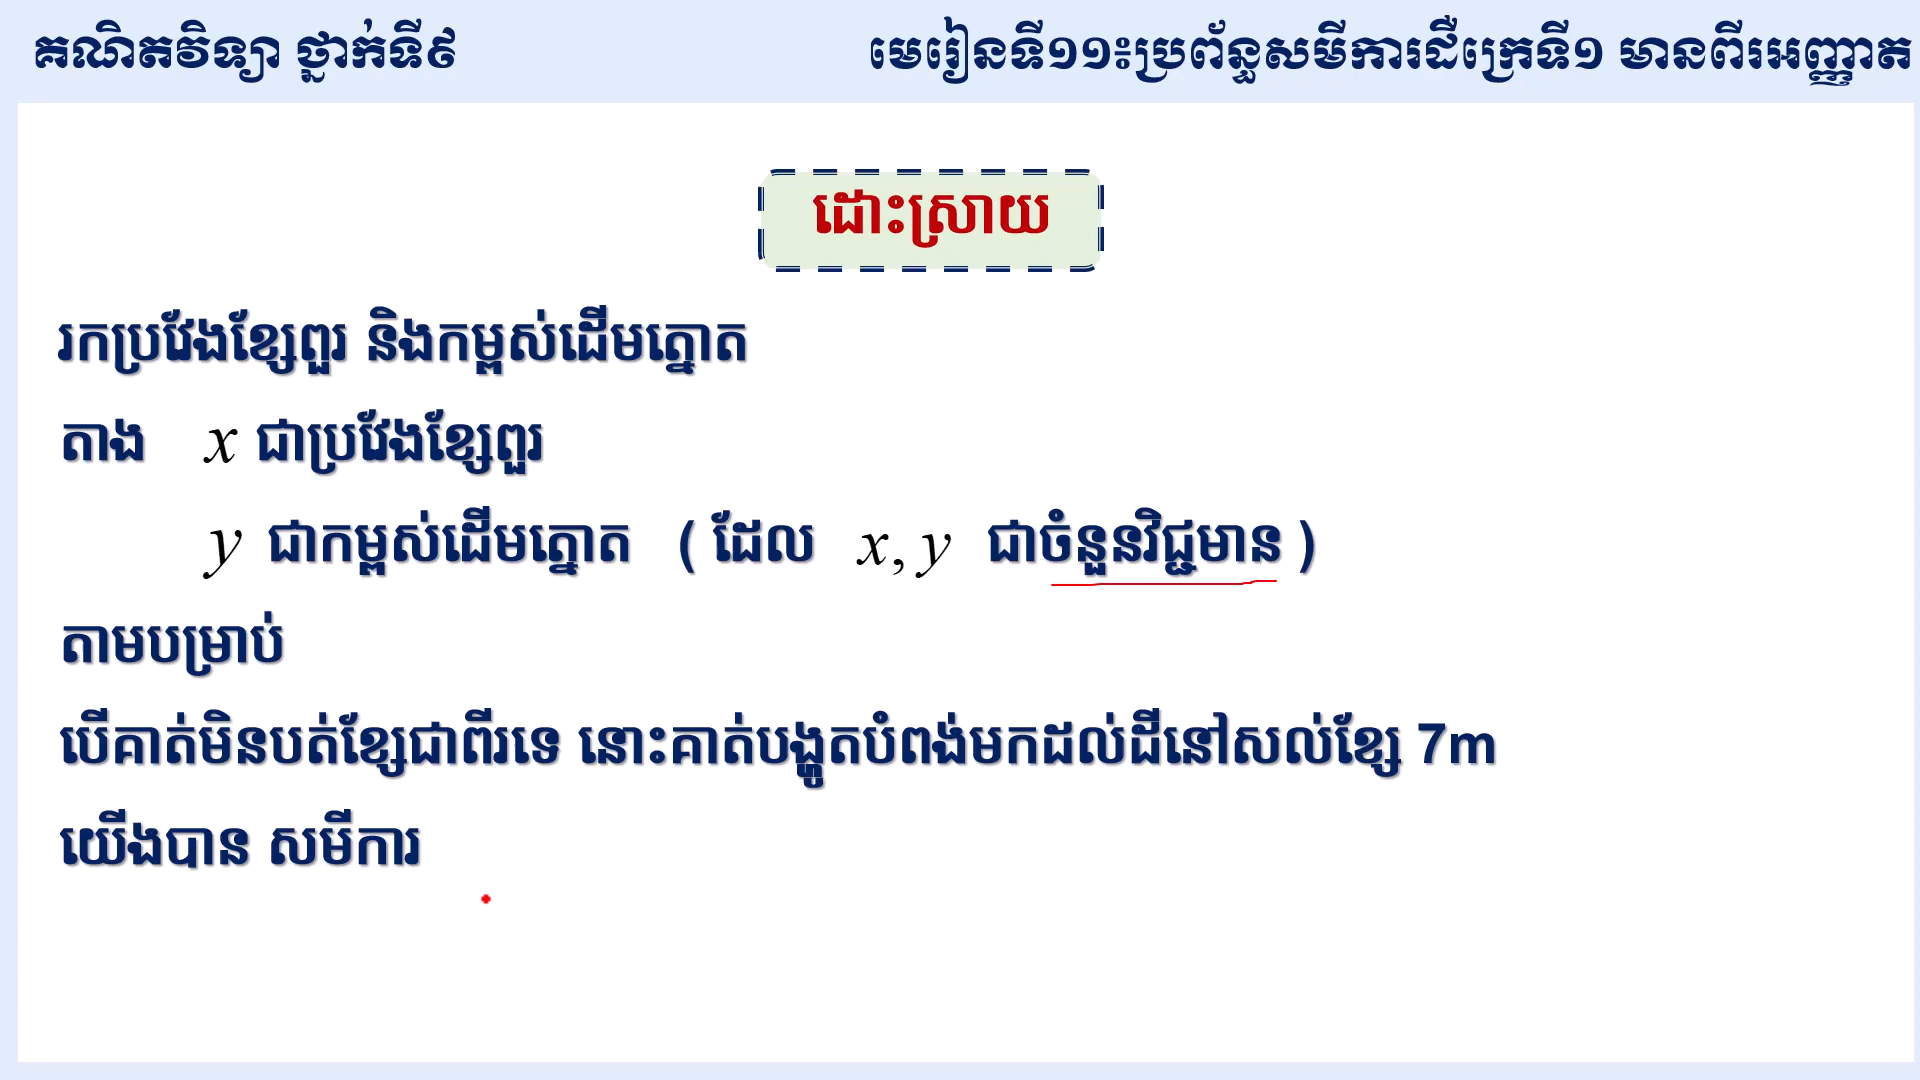 គណិតវិទ្យា ថ្នាក់ទី៩
មេរៀនទី១១៖ប្រព័ន្ធសមីការដឺក្រេទី១ មានពីរអញ្ញាត
ដោះស្រាយ
រកប្រវែងខ្សែពួរ និងកម្ពស់ដើមត្នោត
តាង x ជាប្រវែងខ្សែពួរ
y ជាកម្ពស់ដើមត្នោត ( ដែល x, y ជាចំនួនវិជ្ជមាន )
តាមបម្រាប់
បើគាត់មិនបត់ខ្សែជាពីរទេ នោះគាត់បង្ហូតបំពង់មកដល់ដីនៅសល់ខ្សែ 7m
យើងបាន សមីការ